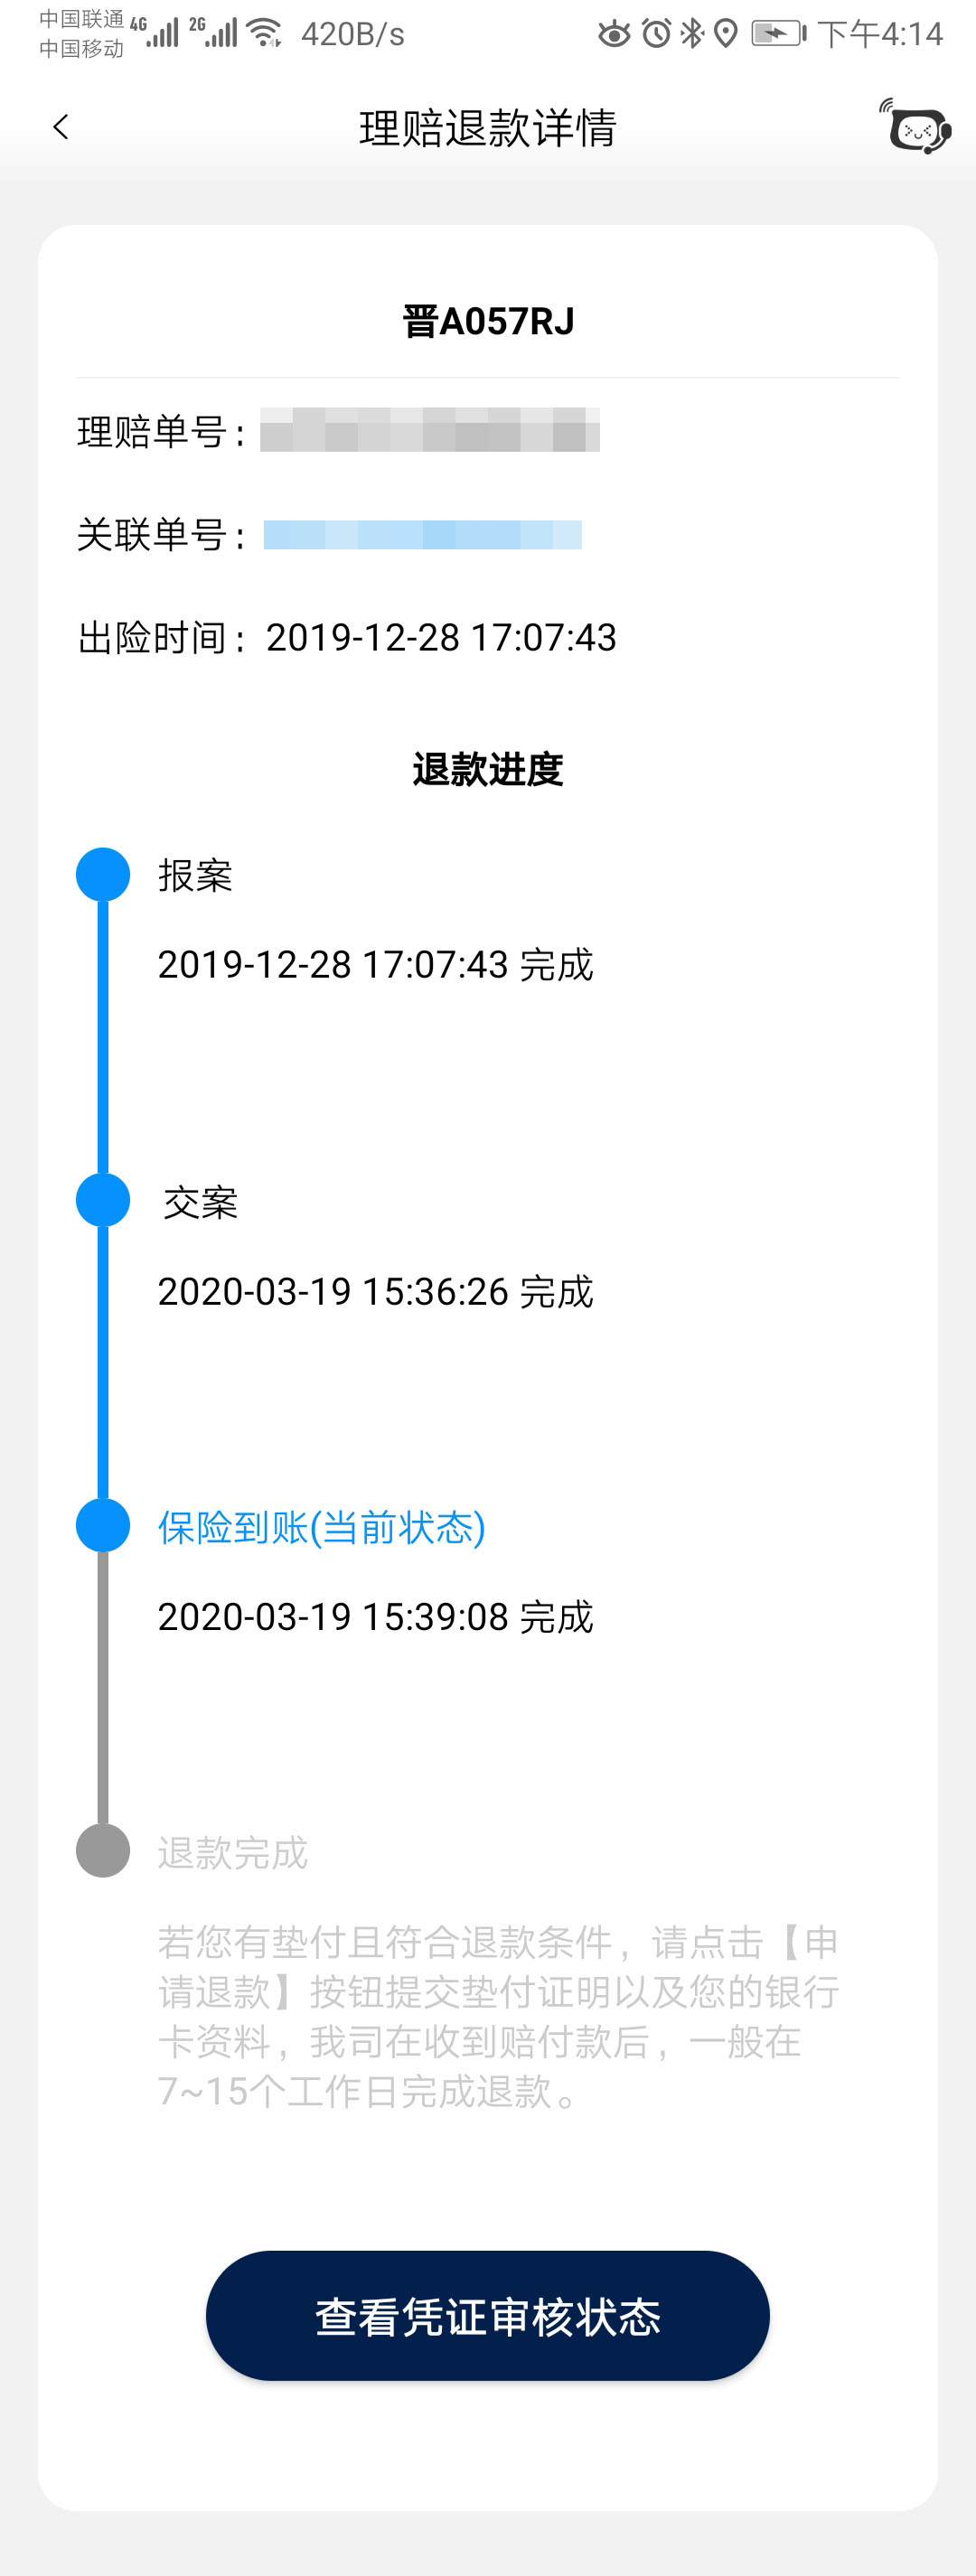 中国联通 4G 2G 420B/s 下午4:14
中国移动
理赔退款详情
晋A057RJ
理赔单号：
关联单号：
出险时间：2019-12-28 17:07:43
退款进度
报案
2019-12-28 17:07:43 完成
交案
2020-03-19 15:36:26 完成
保险到账(当前状态)
2020-03-19 15:39:08 完成
退款完成
若您有垫付且符合退款条件，请点击【申
请退款】按钮提交垫付证明以及您的银行
卡资料，我司在收到赔付款后，一般在
7~15个工作日完成退款。
查看凭证审核状态